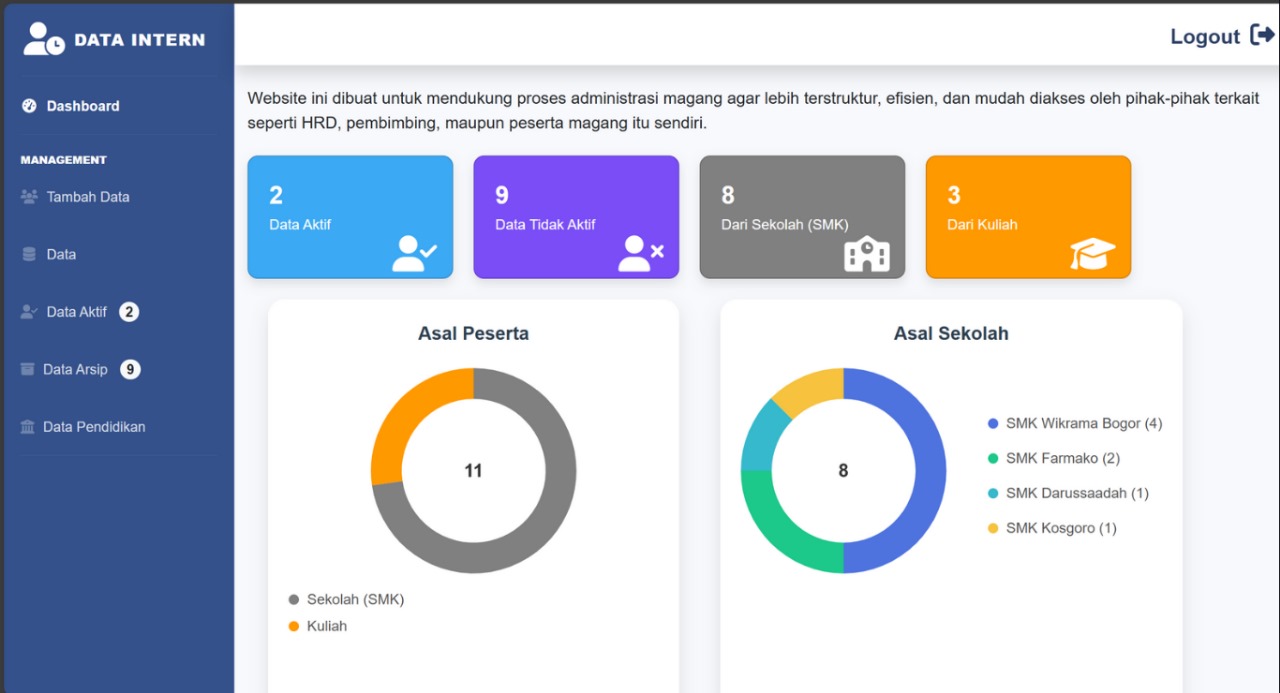 DATA INTERN
Logout
Dashboard
MANAGEMENT
Tambah Data
Data
Data Aktif 2
Data Arsip 9
Data Pendidikan
Website ini dibuat untuk mendukung proses administrasi magang agar lebih terstruktur, efisien, dan mudah diakses oleh pihak-pihak terkait
seperti HRD, pembimbing, maupun peserta magang itu sendiri.
2
Data Aktif
9
Data Tidak Aktif
8
Dari Sekolah (SMK)
3
Dari Kuliah
Asal Peserta
11
Sekolah (SMK)
Kuliah
Asal Sekolah
8
SMK Wikrama Bogor (4)
SMK Farmako (2)
SMK Darussaadah (1)
SMK Kosgoro (1)